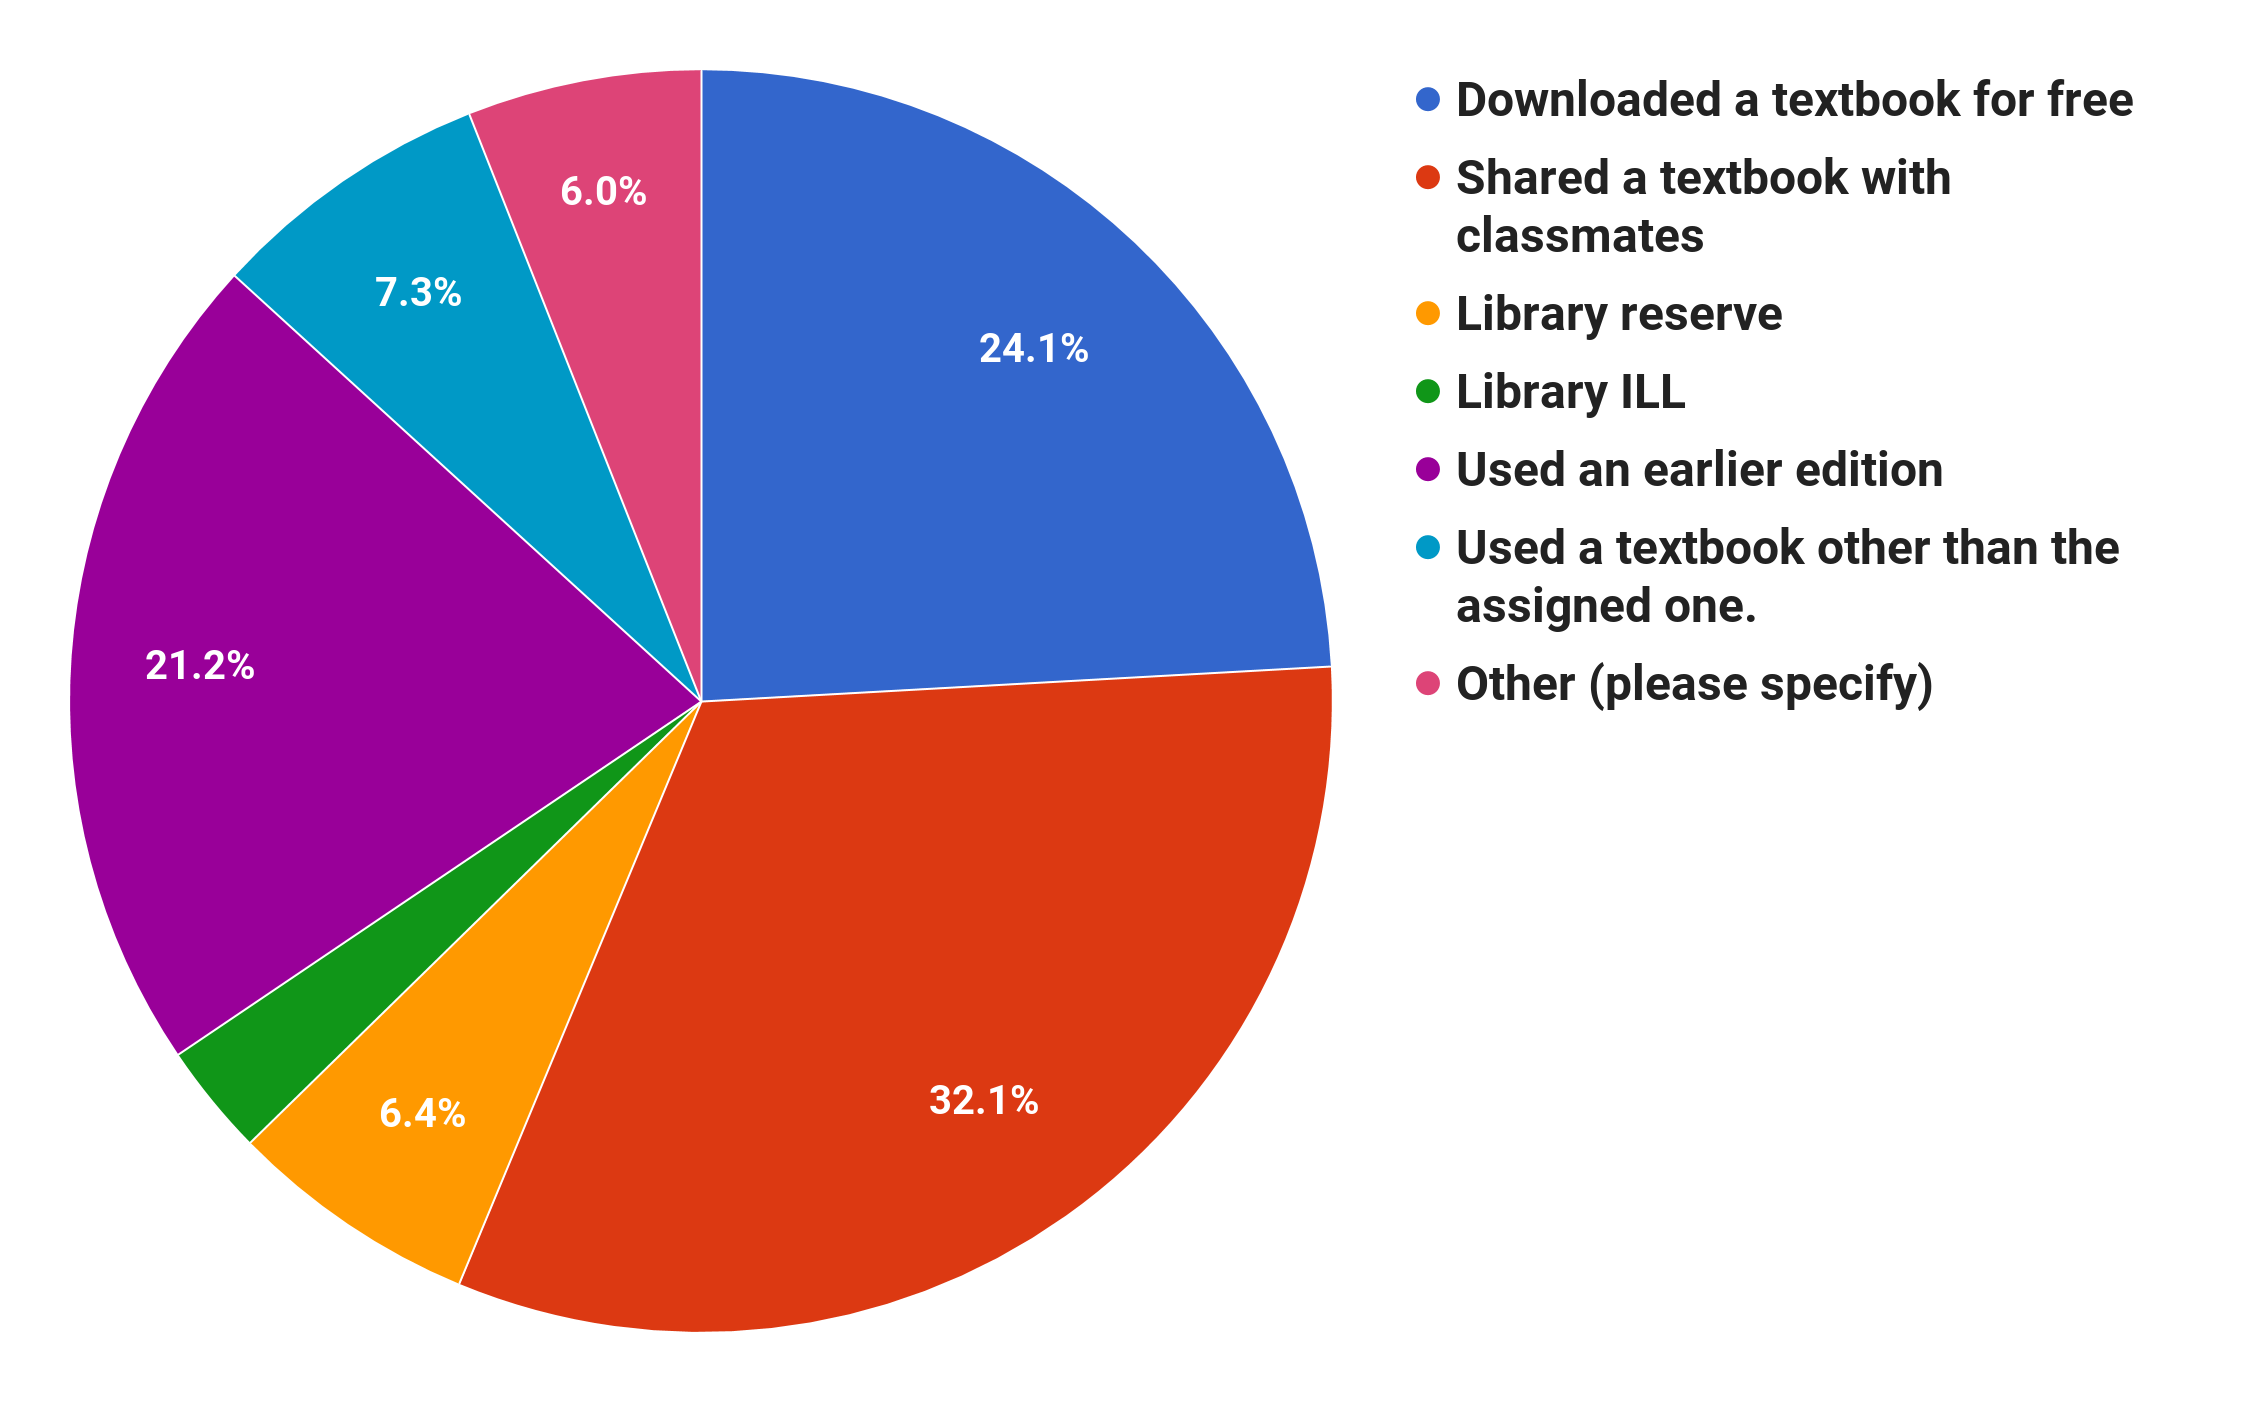 6.0%
7.3%
24.1%
21.2%
6.4%
32.1%
Downloaded a textbook for free
Shared a textbook with
classmates
Library reserve
Library ILL
Used an earlier edition
Used a textbook other than the
assigned one.
Other (please specify)